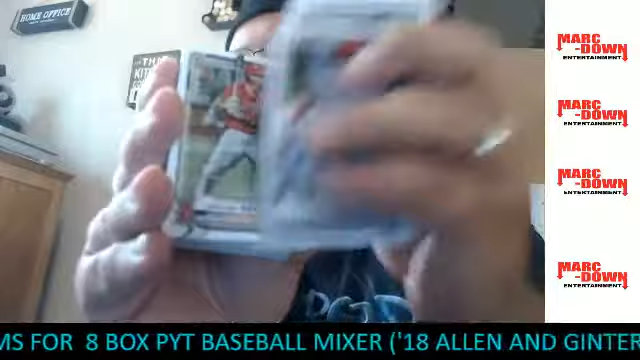 HOME OFFICE
THIS
MARC
-DOWN
ENTERTAINMENT
MARC
-DOWN
ENTERTAINMENT
MARC
-DOWN
ENTERTAINMENT
MARC
-DOWN
ENTERTAINMENT
MS FOR 8 BOX PYT BASEBALL MIXER ('18 ALLEN AND GINTER